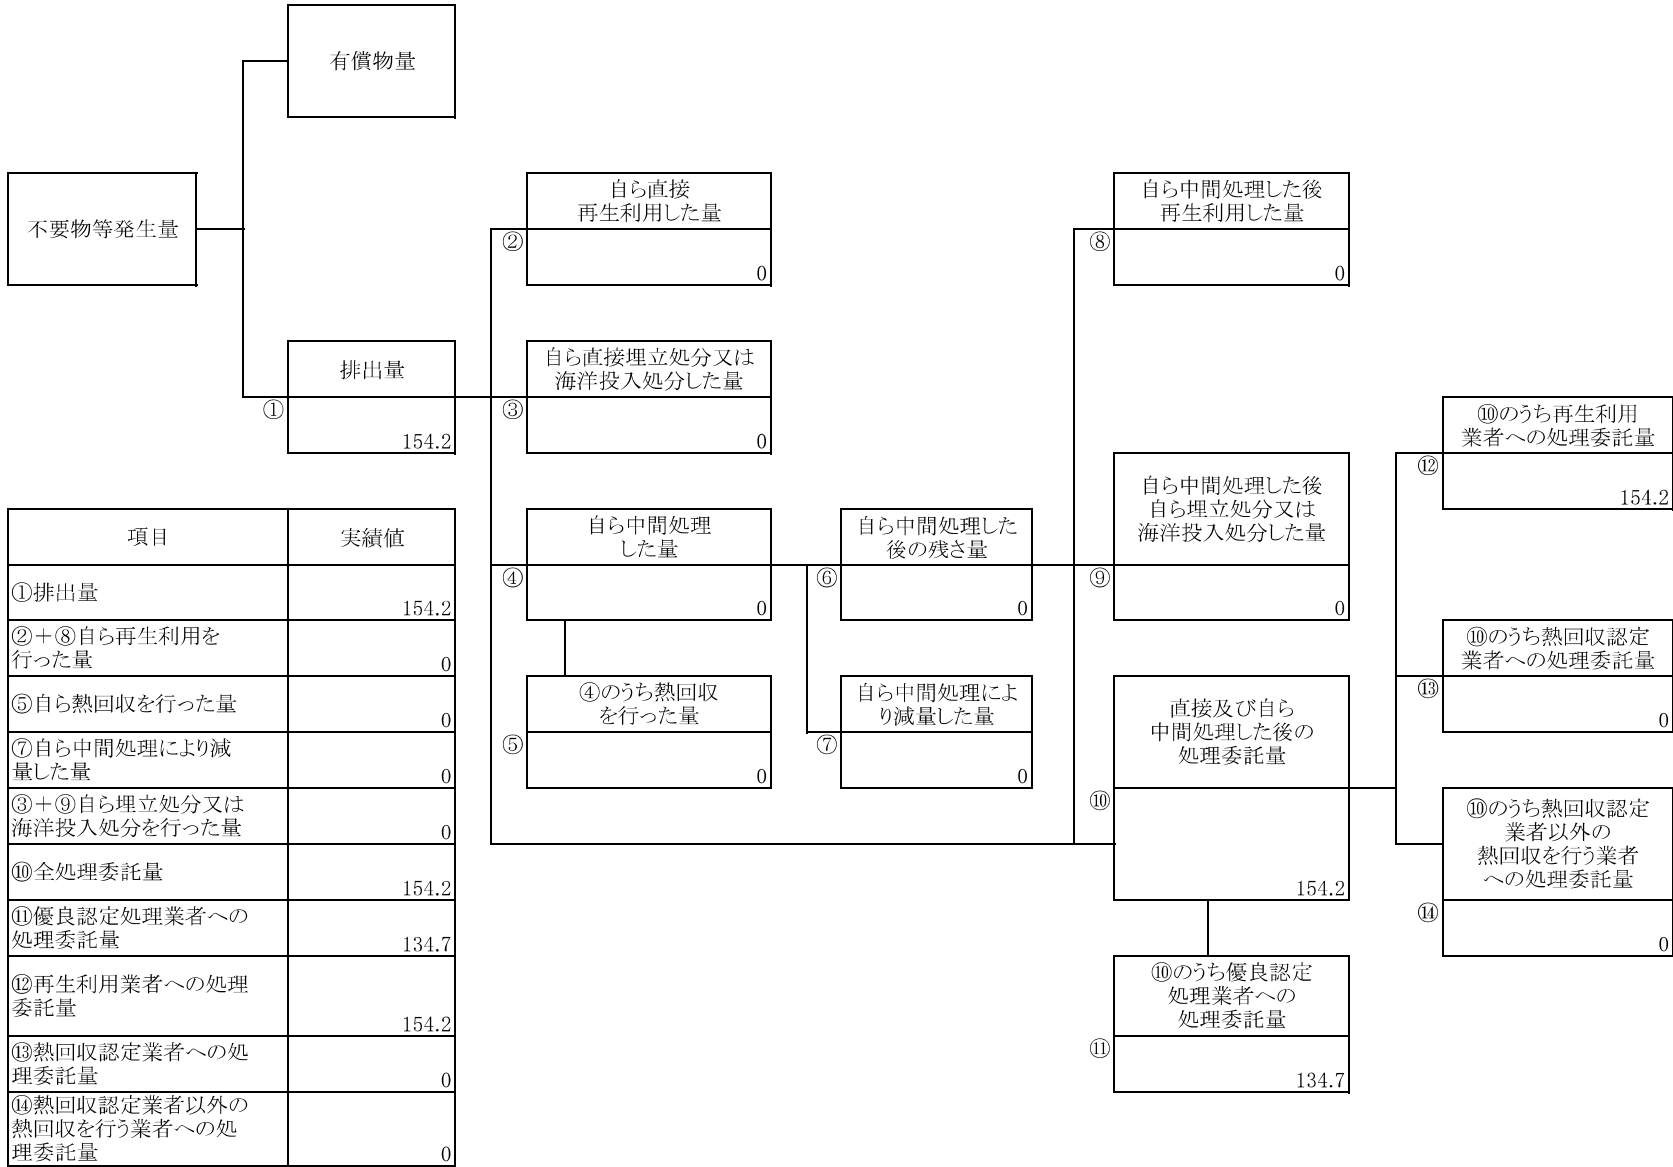 有償物量
不要物等発生量
排出量
①
154.2
自ら直接
再生利用した量
②
0
自ら直接埋立処分又は
海洋投入処分した量
③
0
自ら中間処理
した量
④
0
④のうち熱回収
を行った量
⑤
0
自ら中間処理した
後の残さ量
⑥
0
自ら中間処理によ
り減量した量
⑦
0
自ら中間処理した後
再生利用した量
⑧
0
自ら中間処理した後
自ら埋立処分又は
海洋投入処分した量
⑨
0
直接及び自ら
中間処理した後の
処理委託量
⑩
154.2
⑩のうち優良認定
処理業者への
処理委託量
⑪
134.7
⑩のうち再生利用
業者への処理委託量
⑫
154.2
⑩のうち熱回収認定
業者への処理委託量
⑬
0
⑩のうち熱回収認定
業者以外の
熱回収を行う業者
への処理委託量
⑭
0
項目 実績値
①排出量
154.2
②＋⑧自ら再生利用を
行った量
0
⑤自ら熱回収を行った量
0
⑦自ら中間処理により減
量した量
0
③＋⑨自ら埋立処分又は
海洋投入処分を行った量
0
⑩全処理委託量
154.2
⑪優良認定処理業者への
処理委託量
134.7
⑫再生利用業者への処理
委託量
154.2
⑬熱回収認定業者への処
理委託量
0
⑭熱回収認定業者以外の
熱回収を行う業者への処
理委託量
0